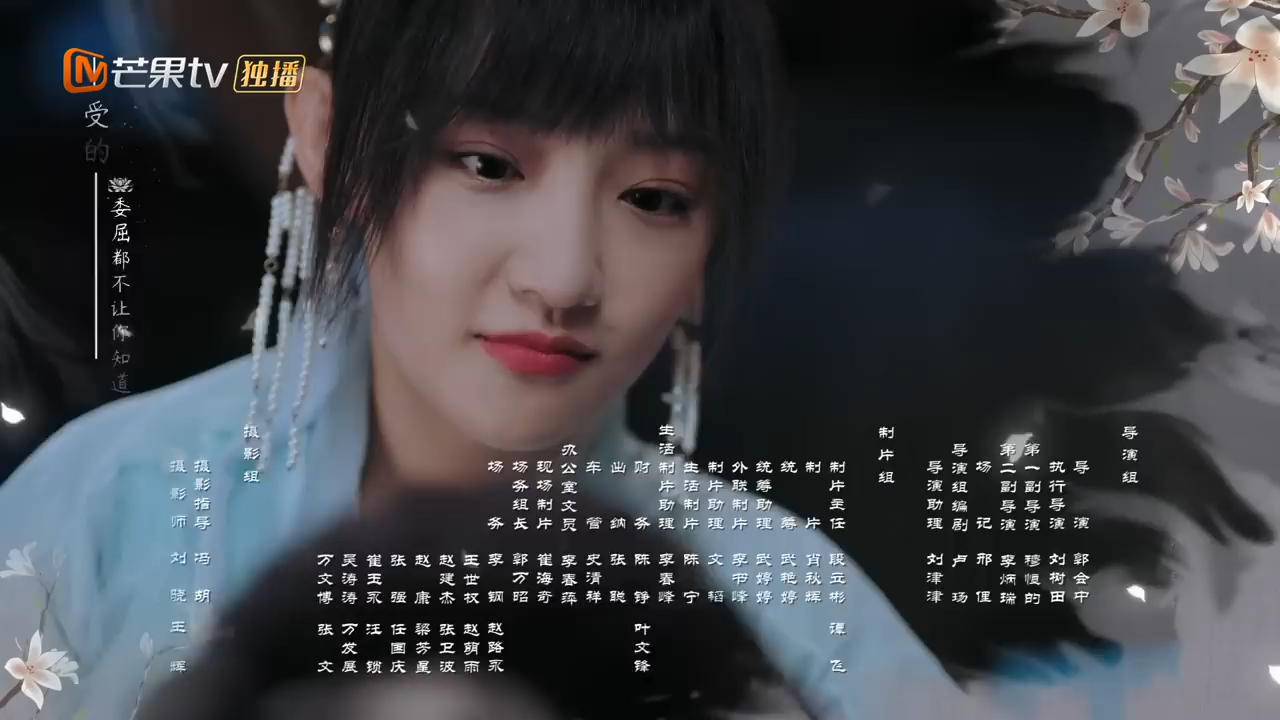 芒果tv 独播
受的
委屈都不让你知道
导演组
导演 郭会中
执行导演 刘树田
第一副导演 穆恒的
第二副导演 李炳瑞
场记 邢俚
导演组编剧 卢玚
导演助理 刘津津
制片组
制片主任 段立彬 谭飞
制片 肖秋辉
统筹 武艳婷
统筹助理 武婷婷
外联制片 李书峰
制片助理 文稻
生活制片 陈宁
生活制片助理 李春峰
财务 陈铮 叶文锋
出纳 张聪
车管 史清祥
办公室文员 李春萍
现场制片 崔海奇
场务组长 郭万昭
场务 李钢 赵路永
王世权 赵萌雨
赵建杰 张卫波
赵康 梁芳星
张强 任国庆
崔玉永 汪锁
吴涛涛 万发展
万文博 张文
摄影组
摄影指导 冯胡
摄影师 刘晓 王辉